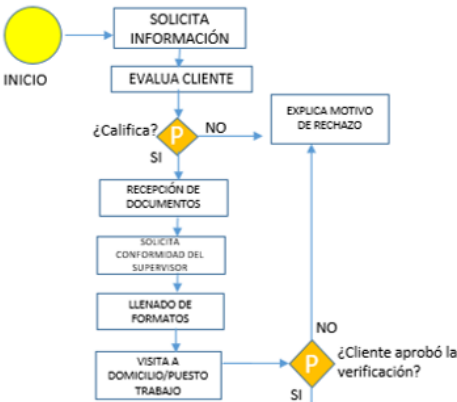 SOLICITA
INFORMACIÓN
INICIO
EVALUA CLIENTE
¿Califica?
P
NO
EXPLICA MOTIVO
DE RECHAZO
SI
RECEPCIÓN DE
DOCUMENTOS
SOLICITA
CONFORMIDAD DEL
SUPERVISOR
LLENADO DE
FORMATOS
VISITA A
DOMICILIO/PUESTO
TRABAJO
NO
P
¿Cliente aprobó la
verificación?
SI